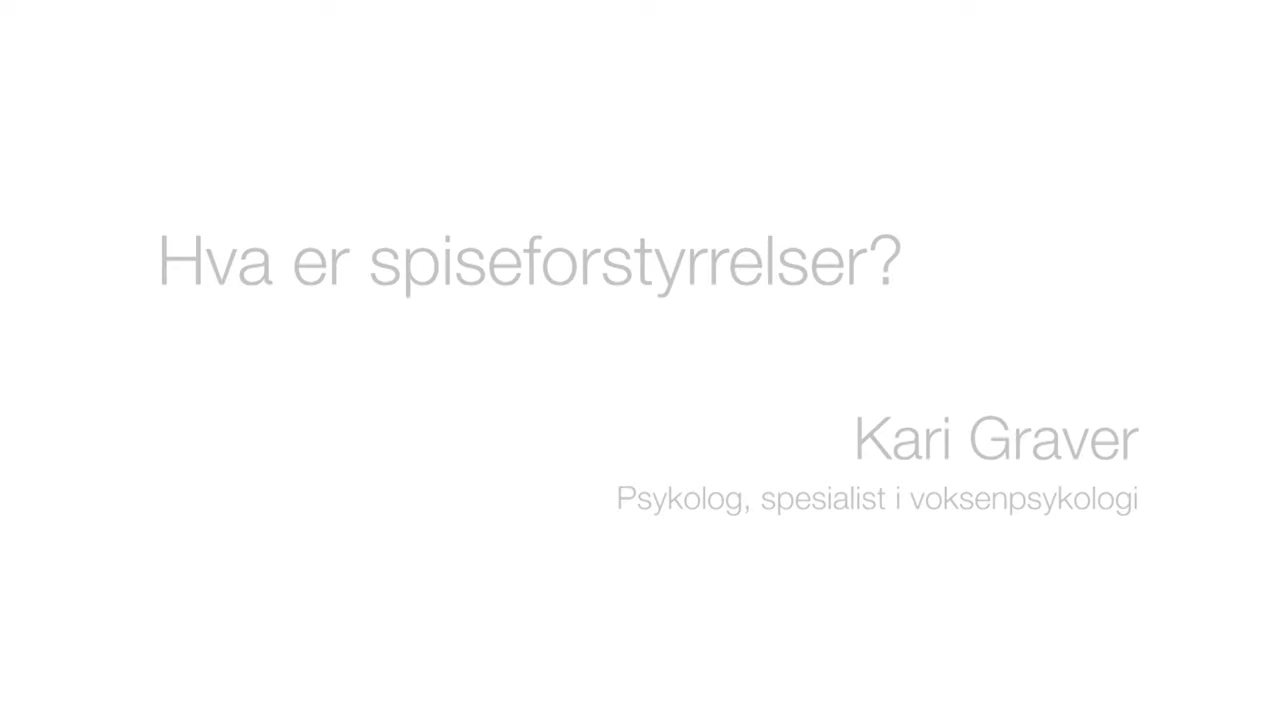 Hva er spiseforstyrrelser?
Kari Graver
Psykolog, spesialist i voksenpsykologi